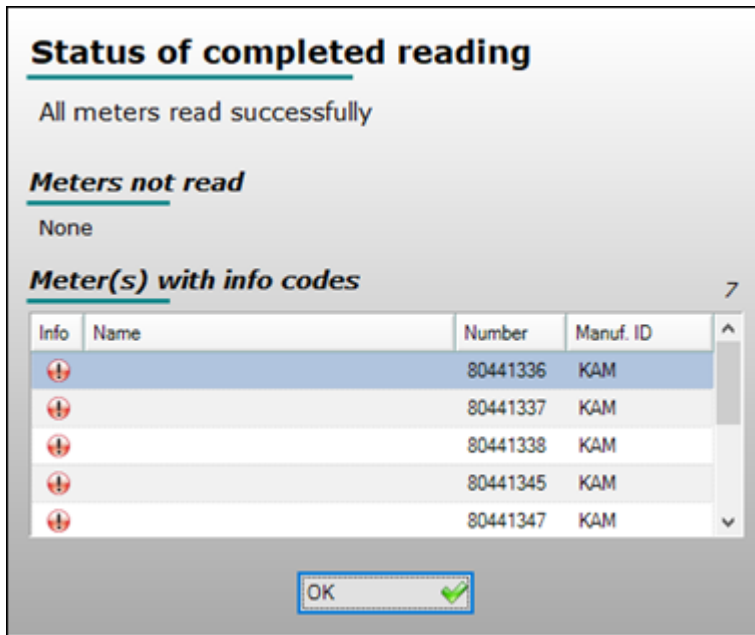 Status of completed reading
All meters read successfully
Meters not read
None
Meter(s) with info codes 7
Info Name Number Manuf. ID
80441336 KAM
80441337 KAM
80441338 KAM
80441345 KAM
80441347 KAM
OK